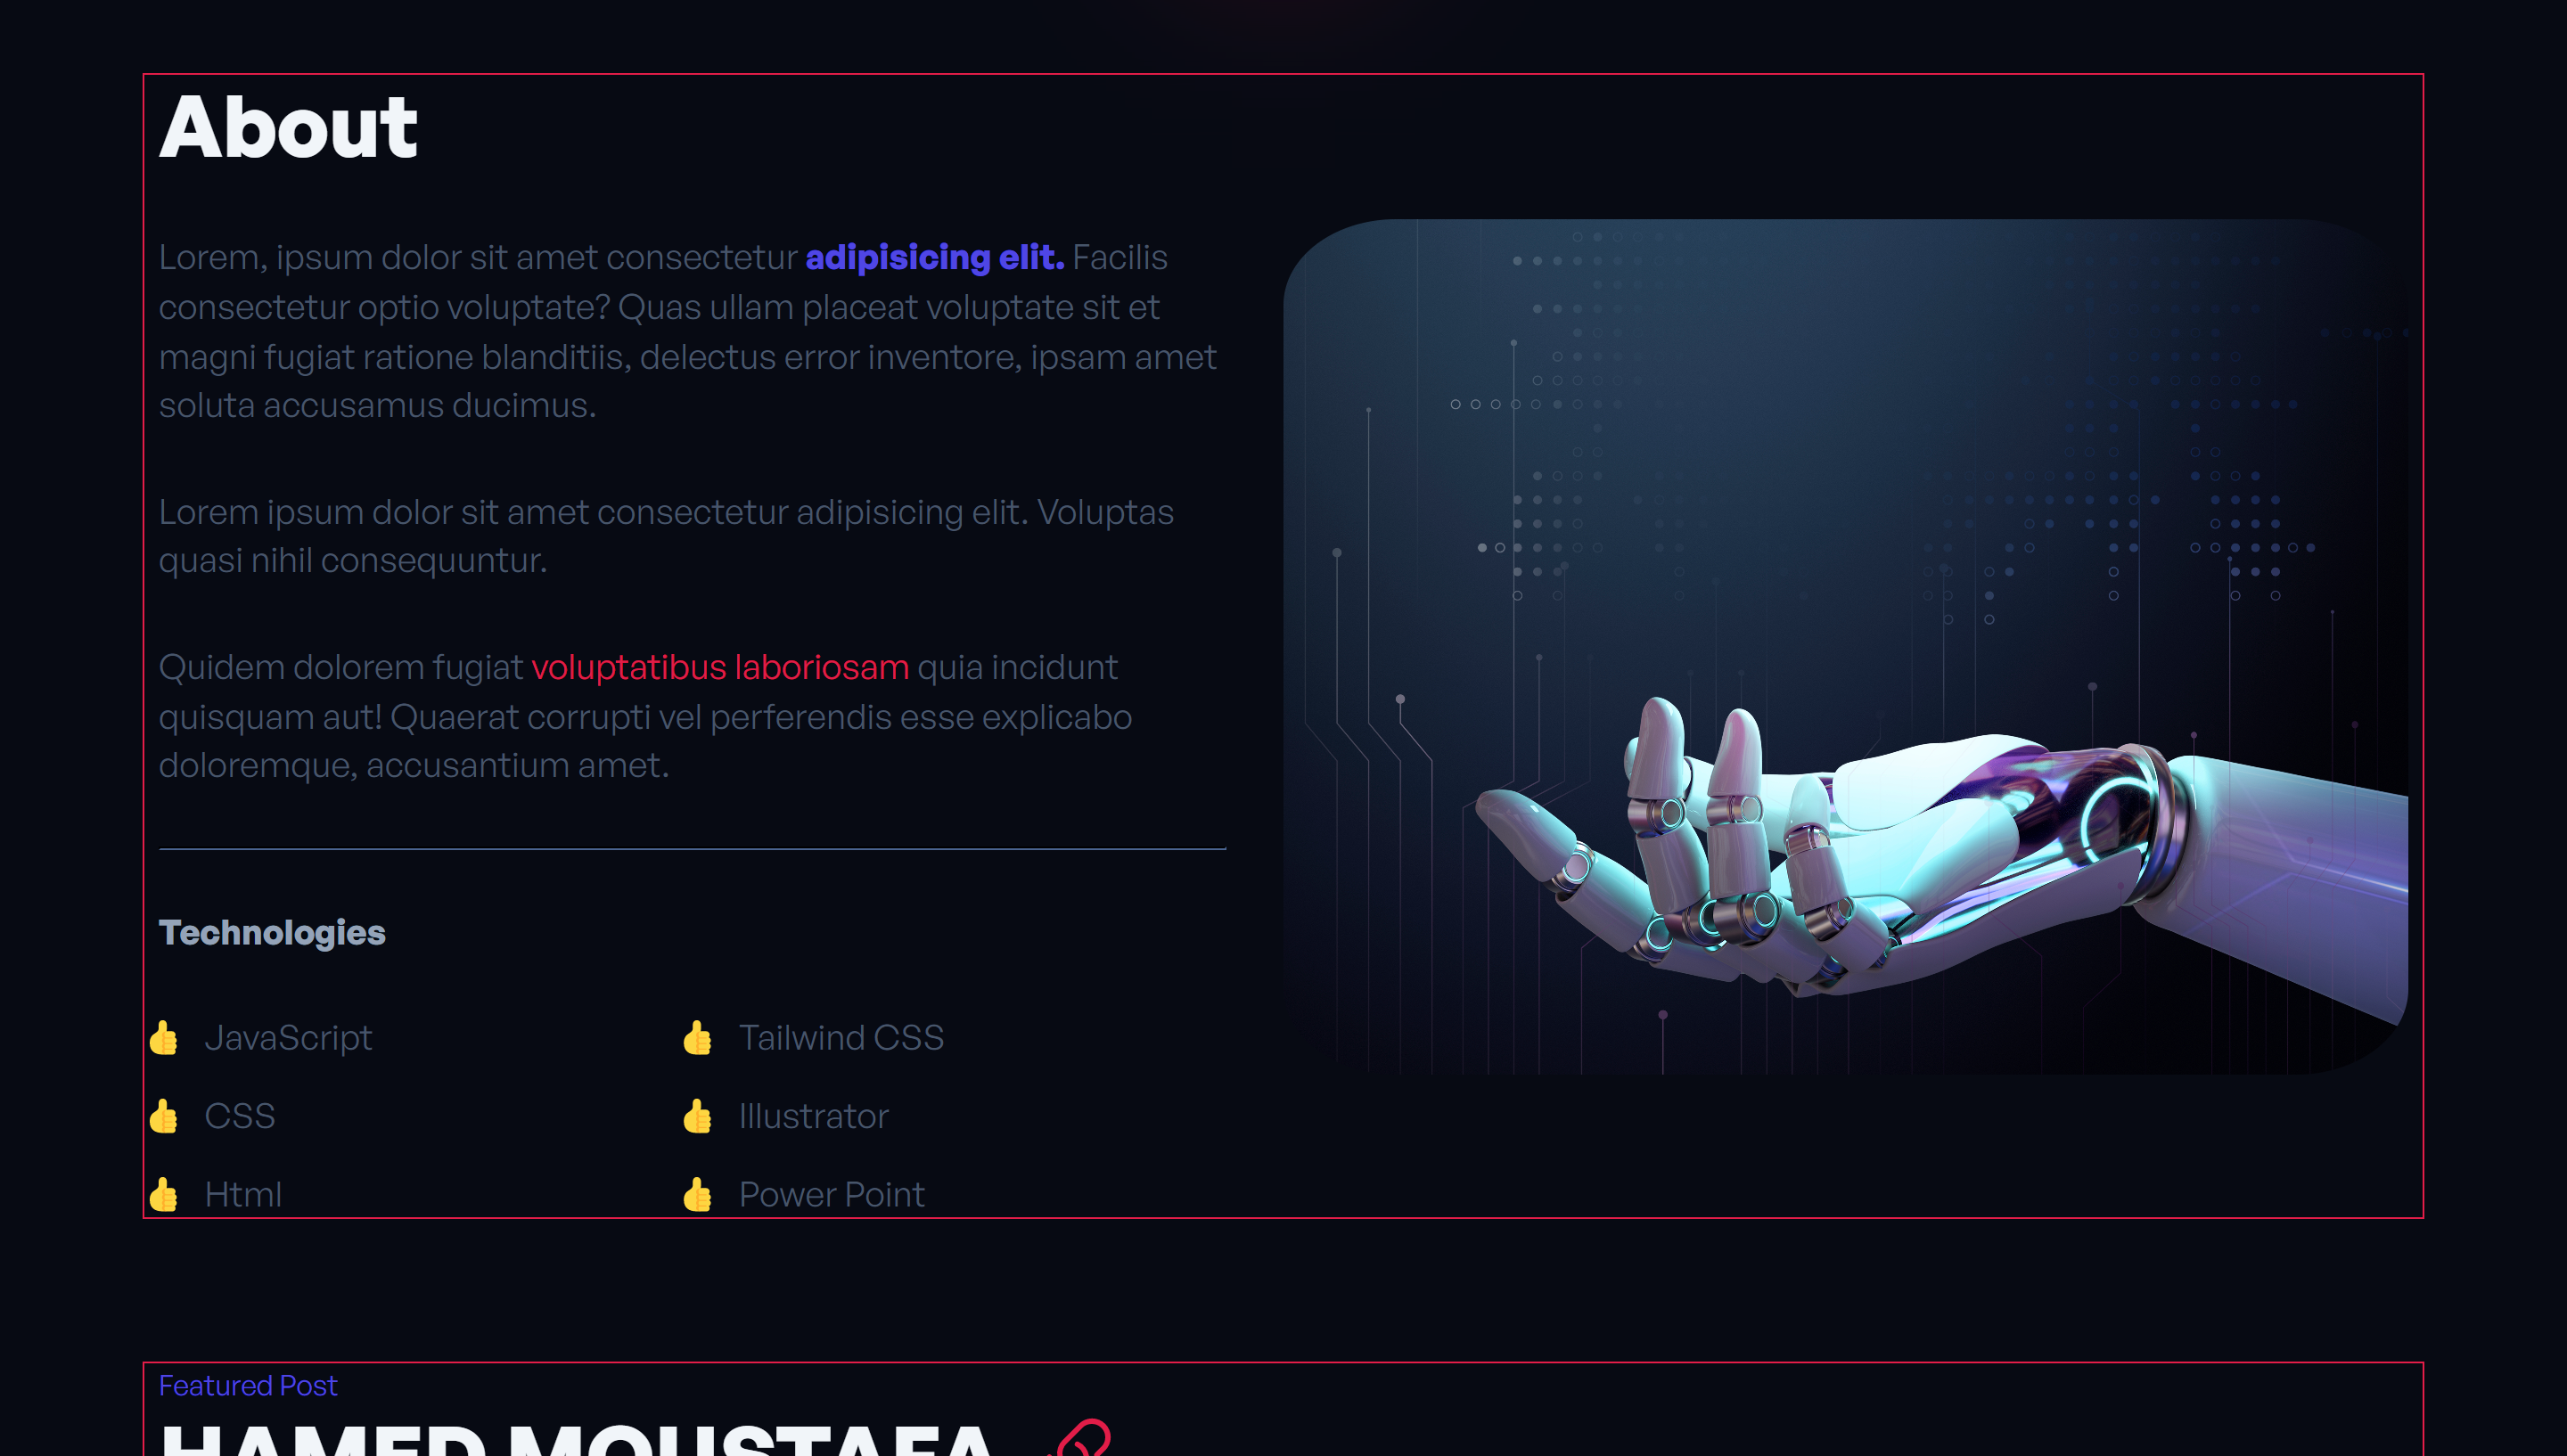 About
Lorem, ipsum dolor sit amet consectetur adipisicing elit. Facilis
consectetur optio voluptate? Quas ullam placeat voluptate sit et
magni fugiat ratione blanditiis, delectus error inventore, ipsam amet
soluta accusamus ducimus.
Lorem ipsum dolor sit amet consectetur adipisicing elit. Voluptas
quasi nihil consequuntur.
Quidem dolorem fugiat voluptatibus laboriosam quia incidunt
quisquam aut! Quaerat corrupti vel perferendis esse explicabo
doloremque, accusantium amet.
Technologies
👍 JavaScript
👍 Tailwind CSS
👍 CSS
👍 Illustrator
👍 Html
👍 Power Point
Featured Post
HAMED MOUSTAFA